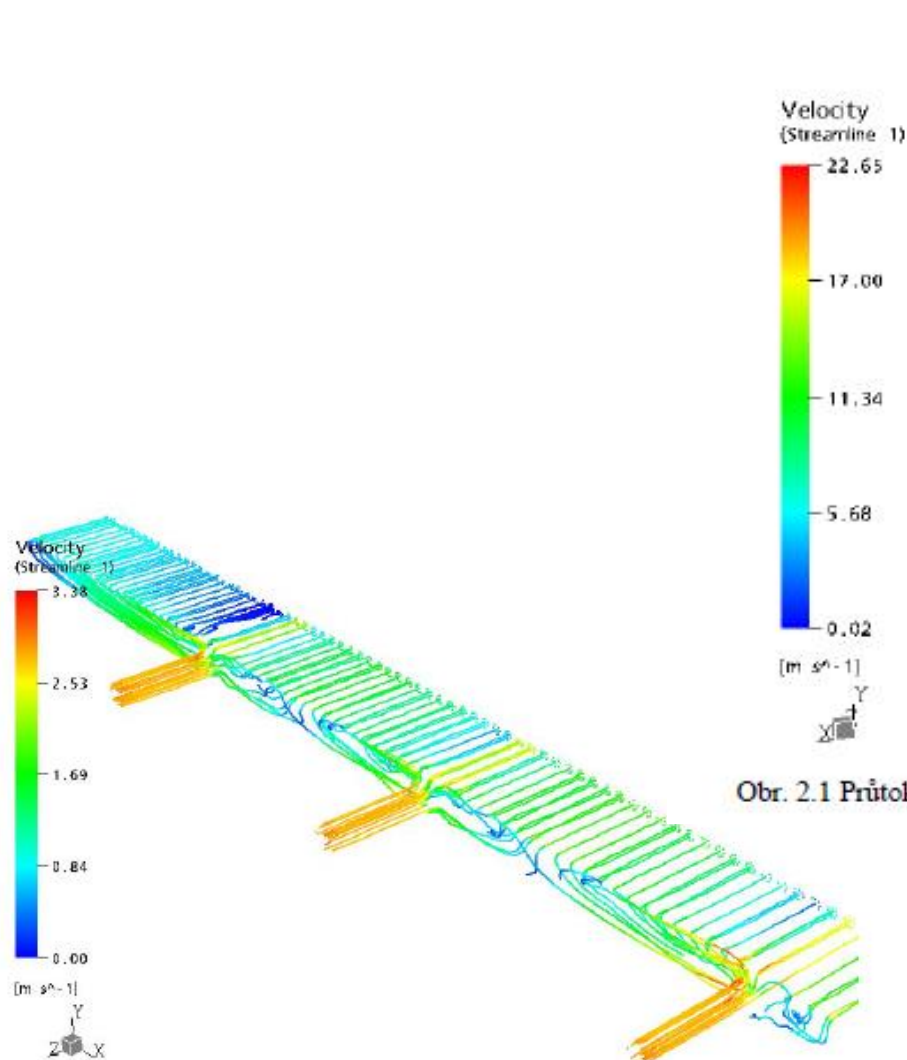 Velocity
(Streamline 1)
22.65
17.00
11.34
5.68
0.02
[m s^-1]
Y
X
Obr. 2.1 Průtok
Velocity
(Streamline 1)
3.38
2.53
1.69
0.84
0.00
[m s^-1]
Y
Z
X